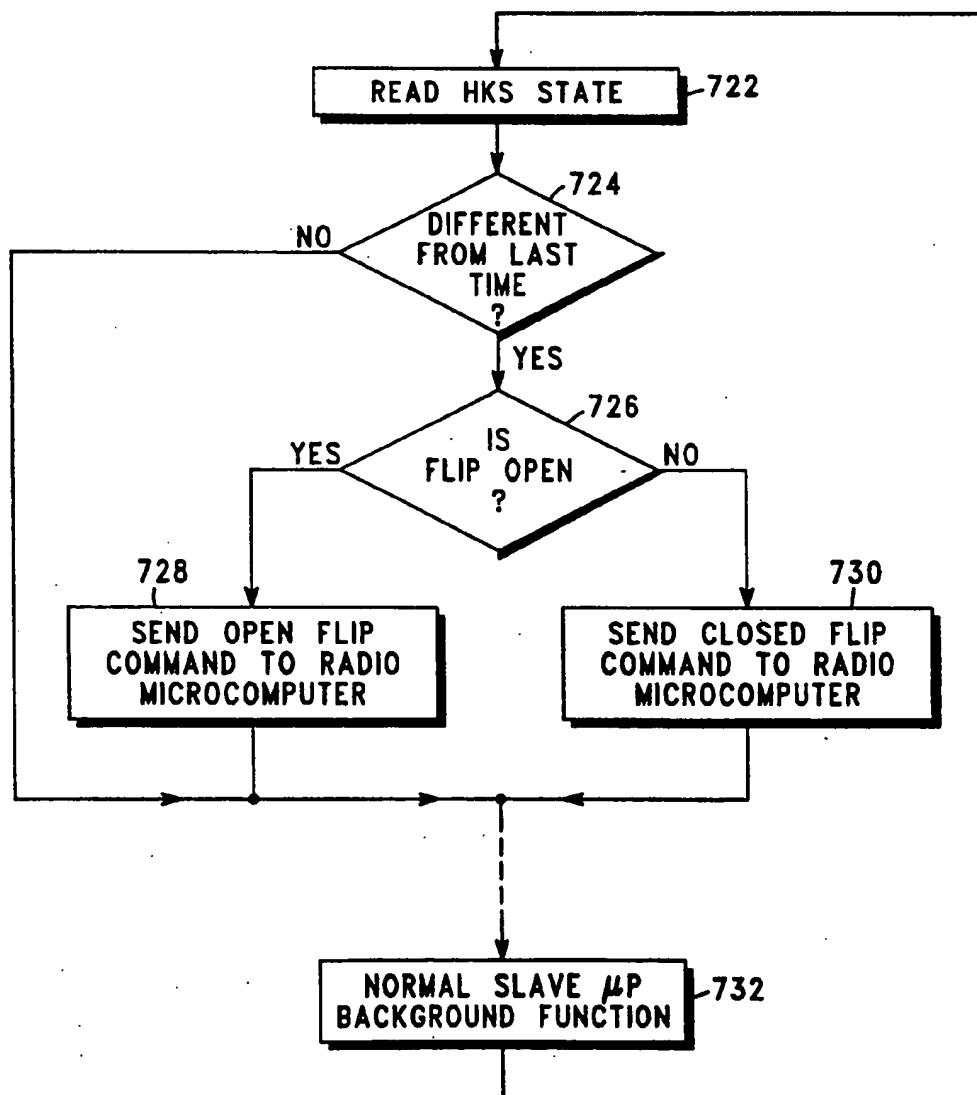 READ HKS STATE
722
724
DIFFERENT
FROM LAST
TIME
?
NO
YES
726
IS
FLIP OPEN
?
YES
NO
728
SEND OPEN FLIP
COMMAND TO RADIO
MICROCOMPUTER
730
SEND CLOSED FLIP
COMMAND TO RADIO
MICROCOMPUTER
NORMAL SLAVE μP
BACKGROUND FUNCTION
732